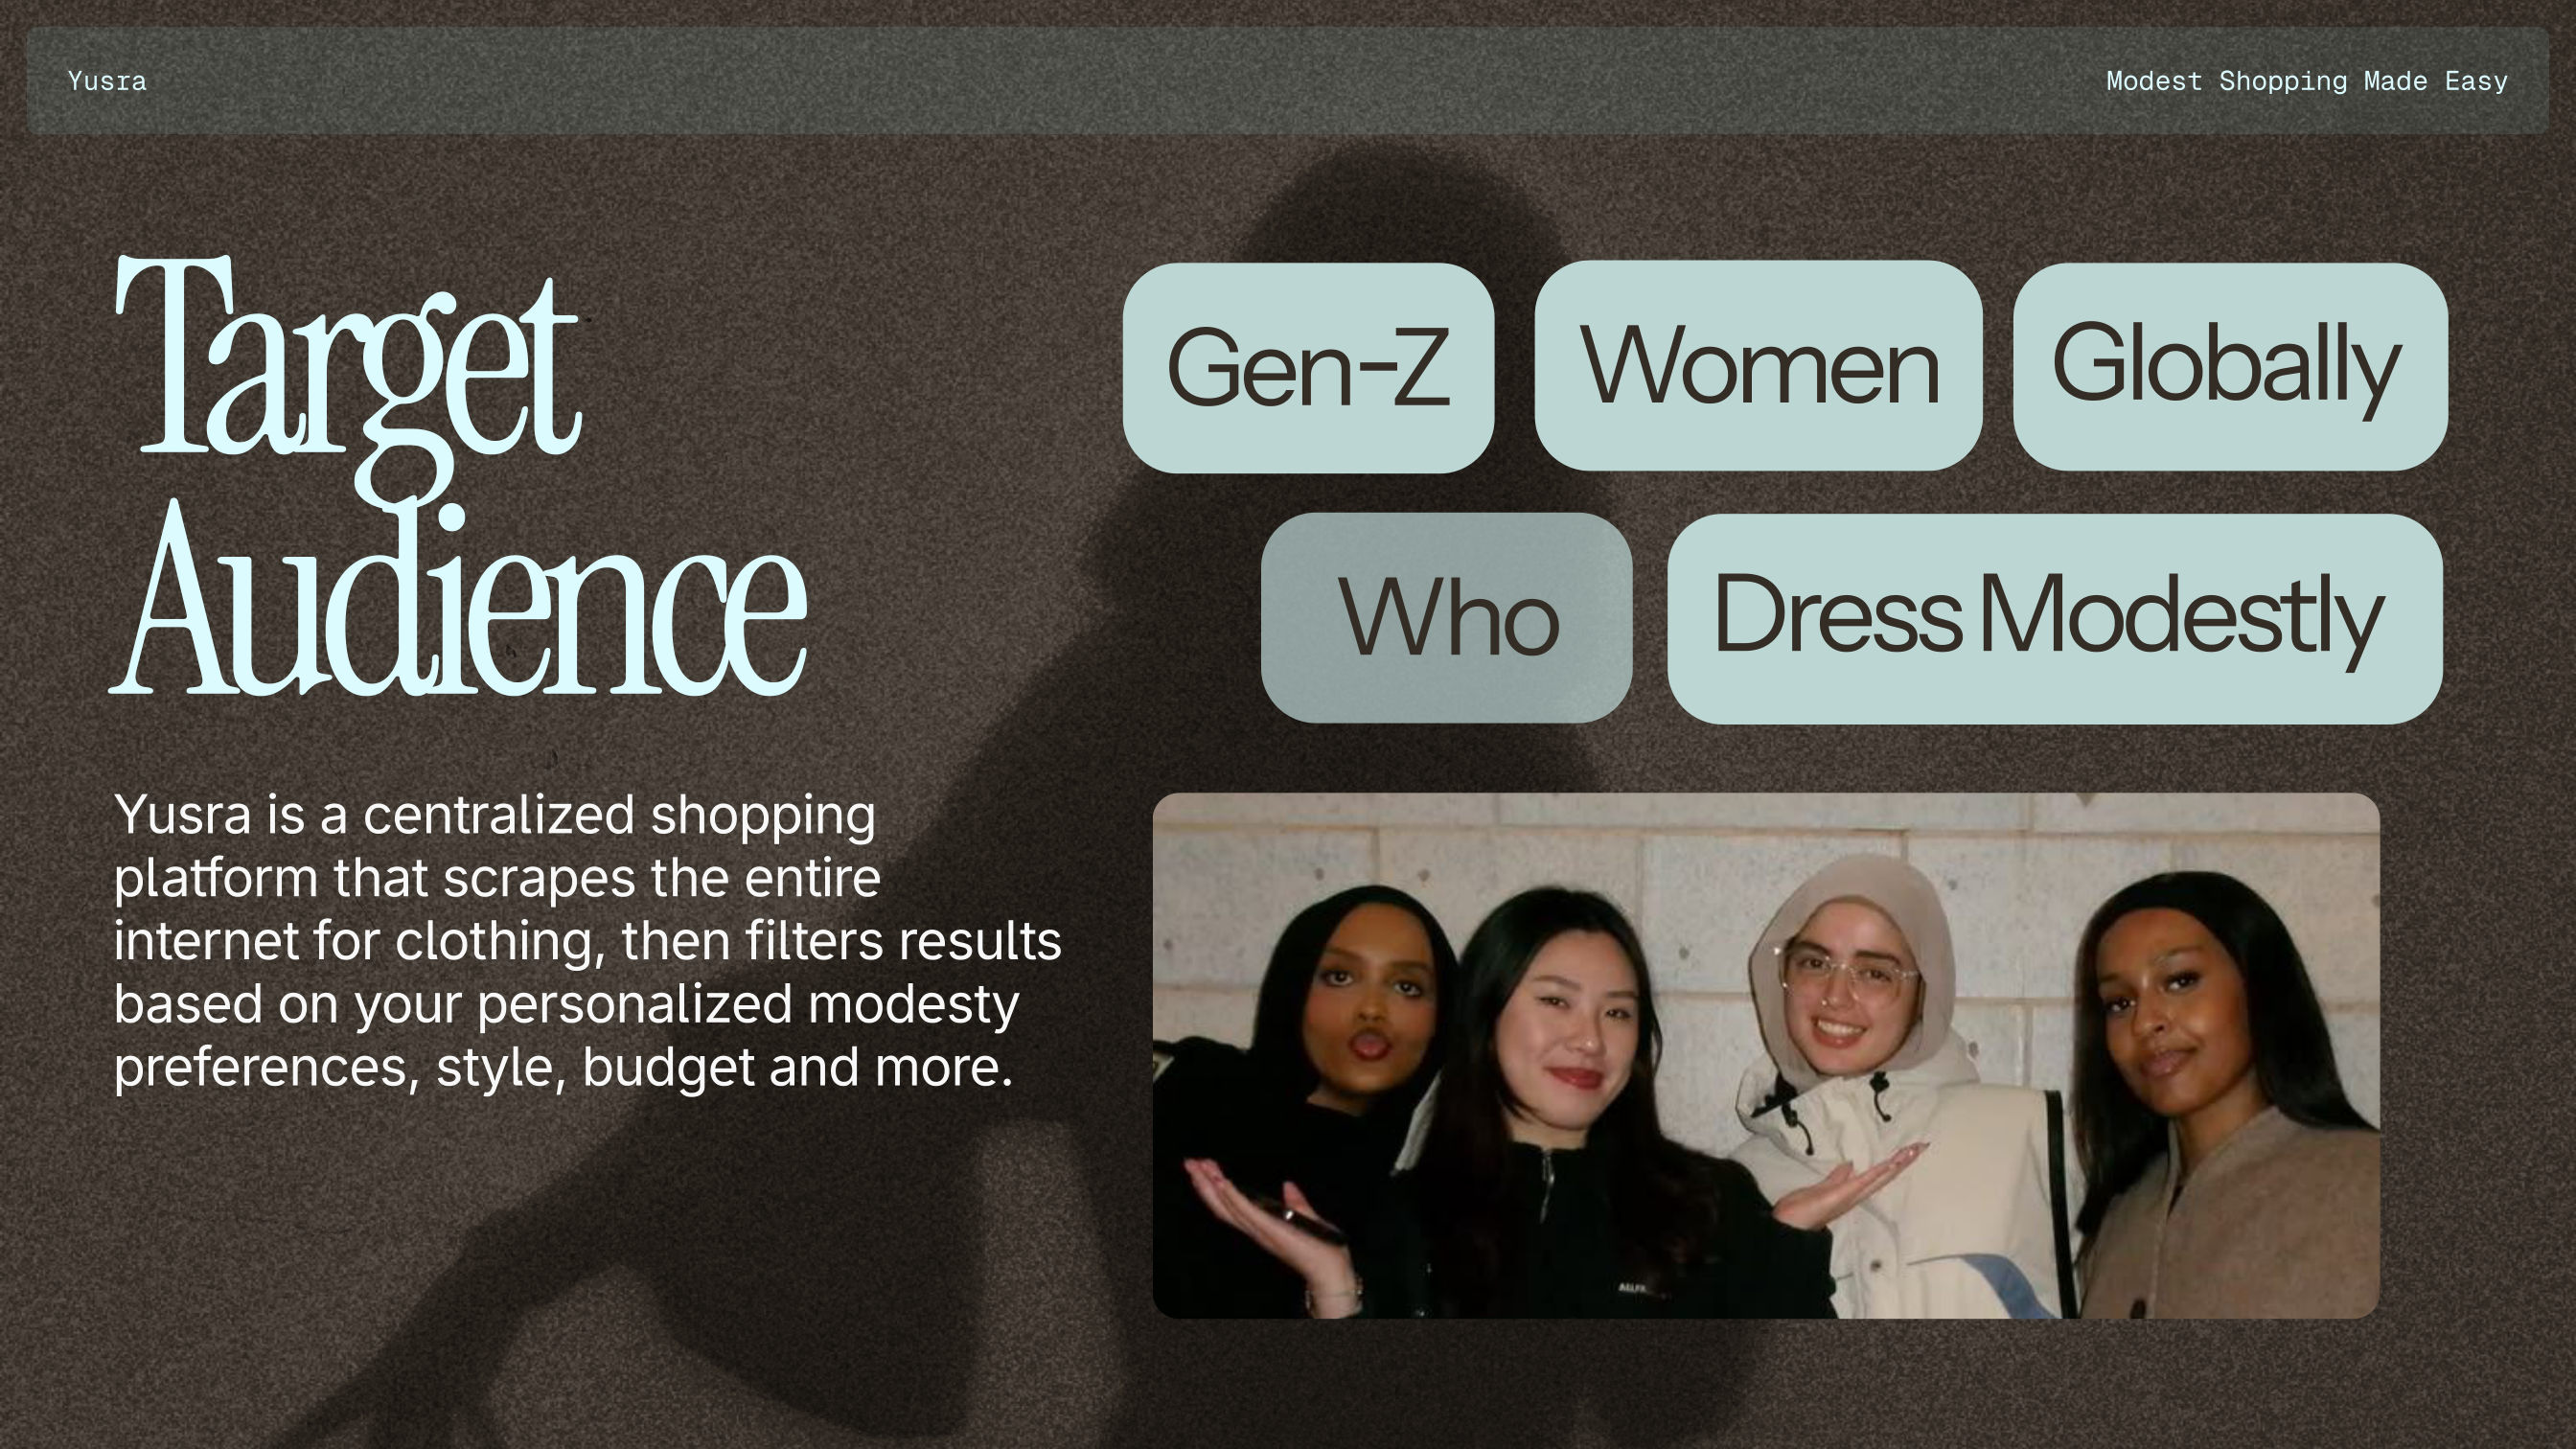 Yusra
Modest Shopping Made Easy
Target
Audience
Gen-Z
Women
Globally
Who
Dress Modestly
Yusra is a centralized shopping
platform that scrapes the entire
internet for clothing, then filters results
based on your personalized modesty
preferences, style, budget and more.